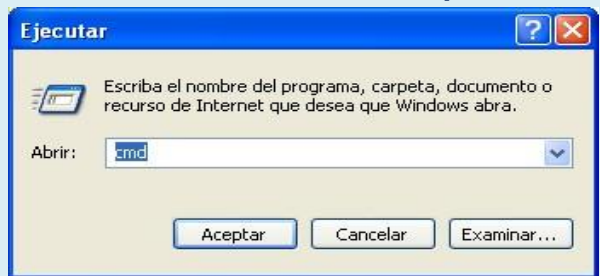 Ejecutar
Escriba el nombre del programa, carpeta, documento o
recurso de Internet que desea que Windows abra.
Abrir: cmd
Aceptar Cancelar Examinar...